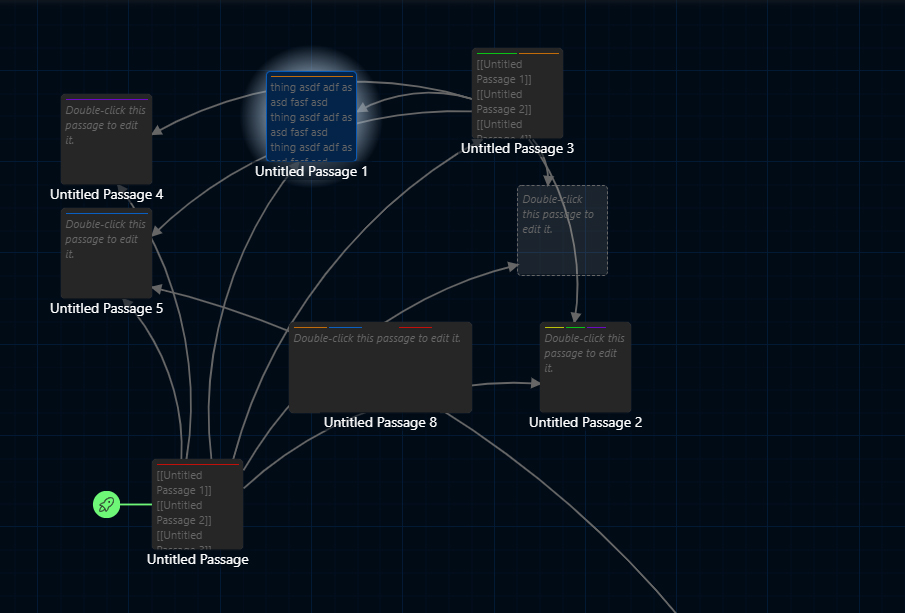 [[Untitled
Passage 1]]
[[Untitled
Passage 2]]
[[Untitled
Untitled Passage 3
thing asdf adf as
asd fasf asd
thing asdf adf as
asd fasf asd
thing asdf adf as
asd fasf asd
Untitled Passage 1
Double-click this
passage to edit
it.
Untitled Passage 4
Double-click
this passage to
edit it.
Double-click this
passage to edit
it.
Untitled Passage 5
Double-click this passage to edit it.
Untitled Passage 8
Double-click this
passage to edit
it.
Untitled Passage 2
[[Untitled
Passage 1]]
[[Untitled
Passage 2]]
[[Untitled
Untitled Passage